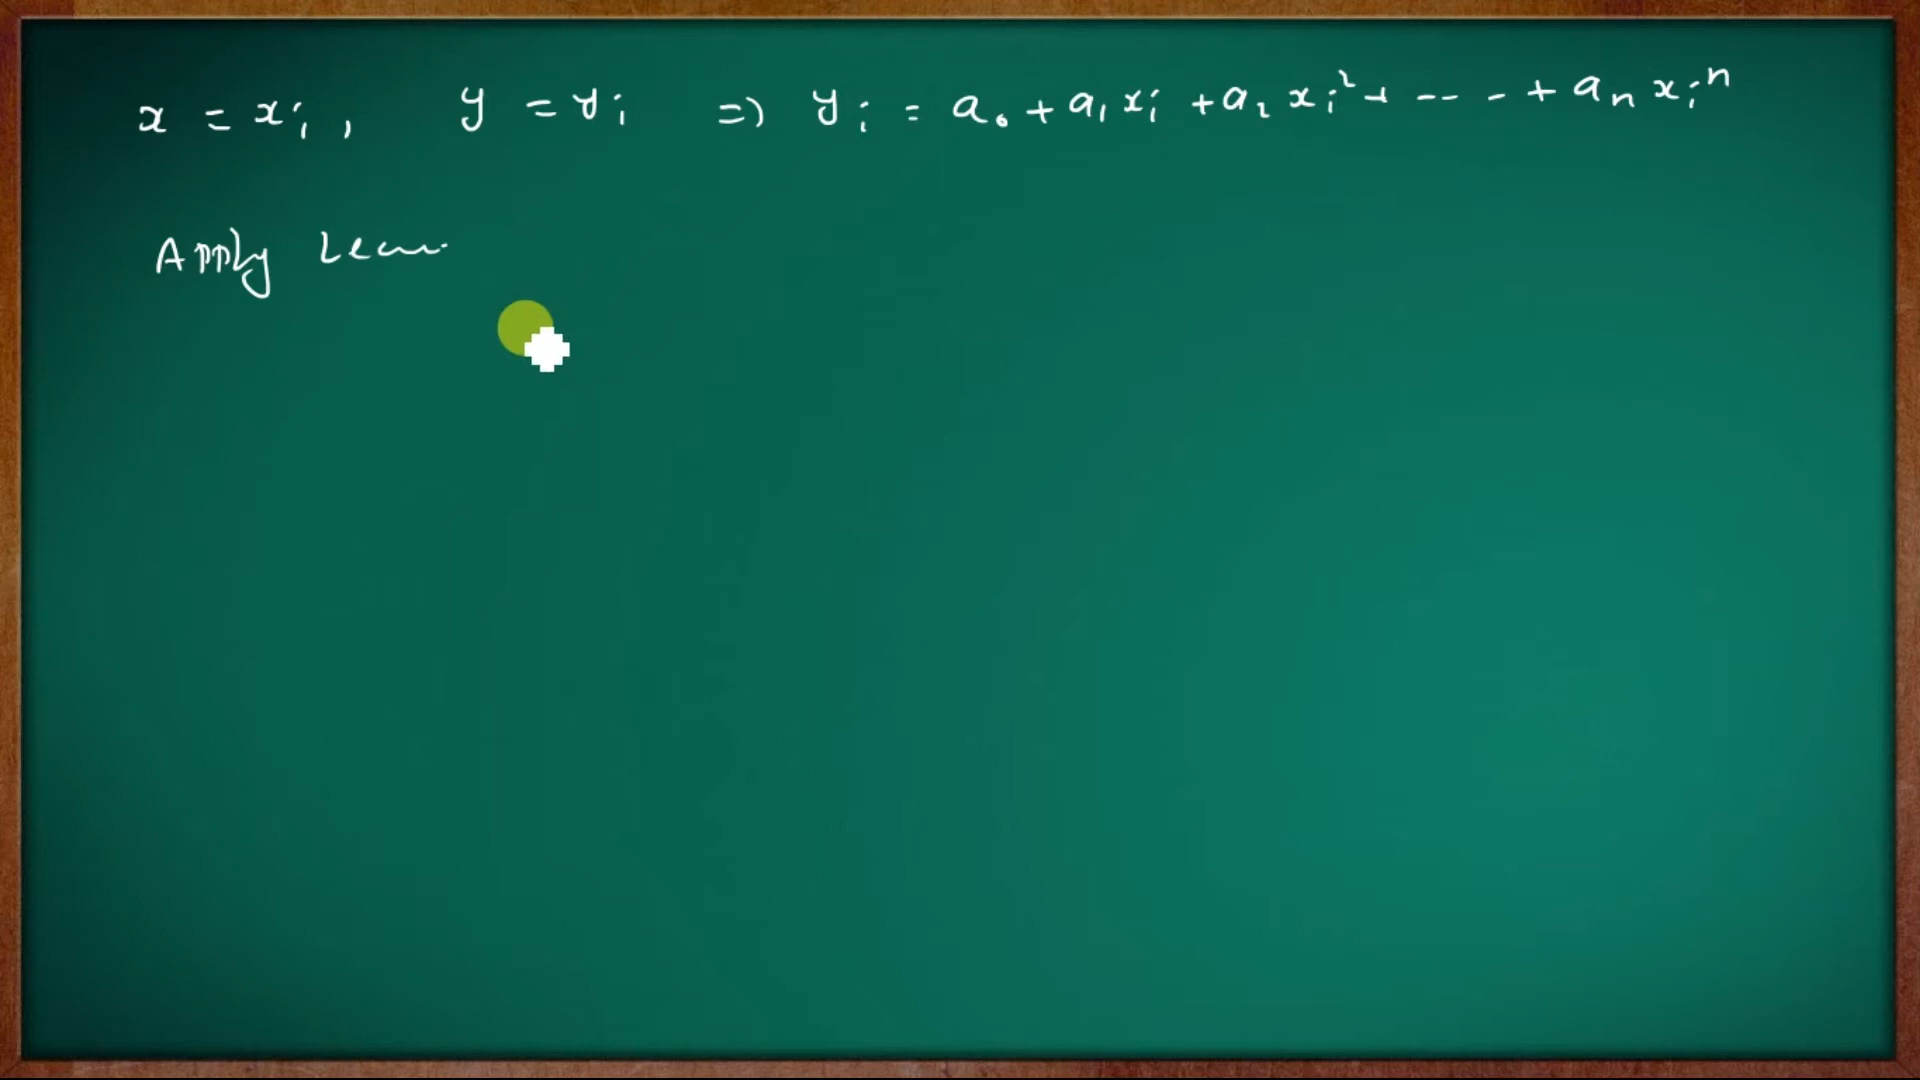 x = xᵢ , y = yᵢ => yᵢ = a₀ + a₁xᵢ + a₂xᵢ² + -- - + aₙxᵢⁿ
Apply